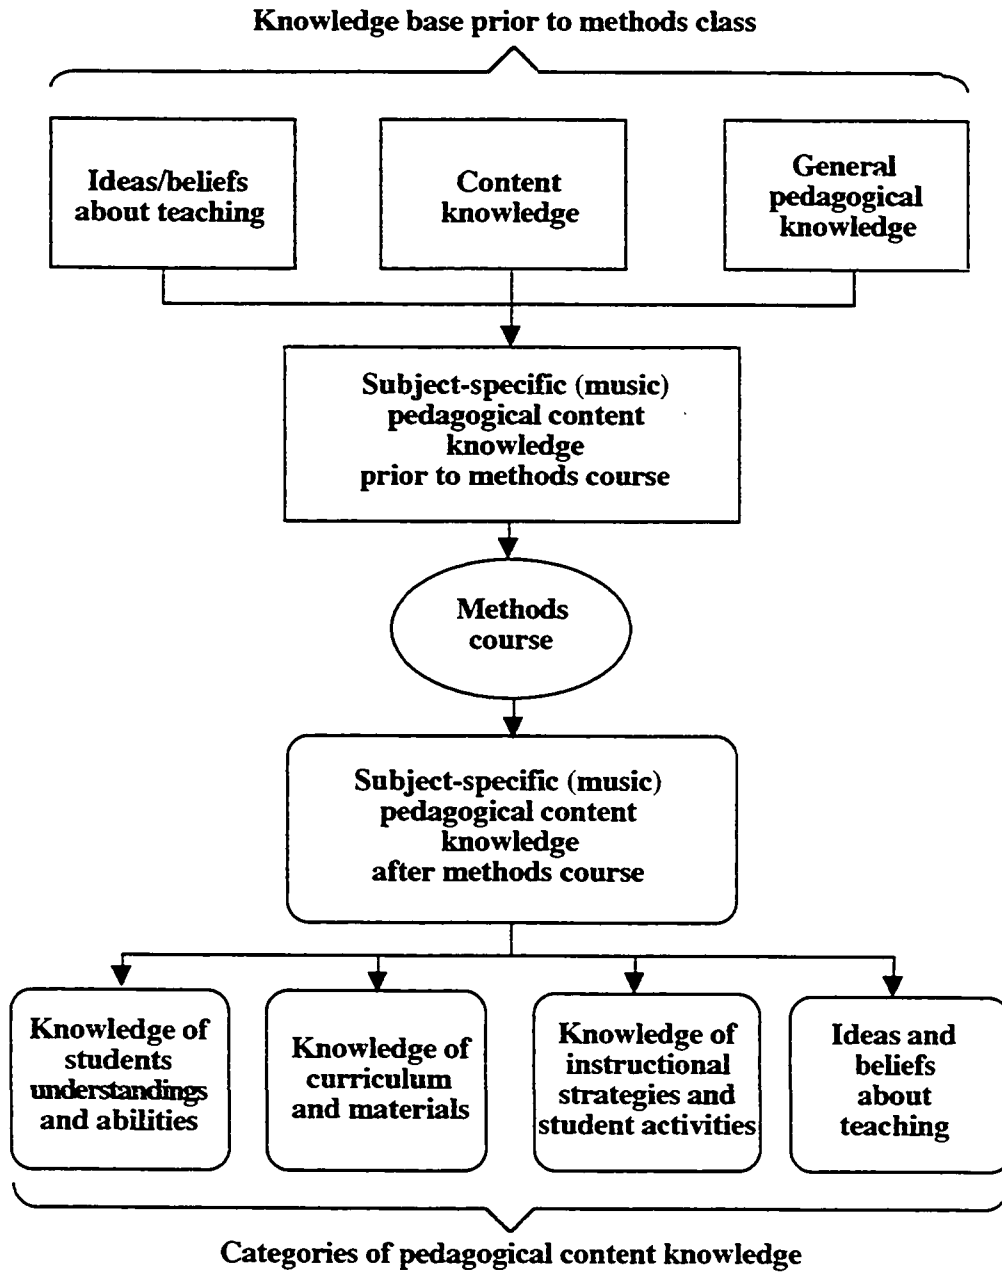 Knowledge base prior to methods class
Ideas/beliefs
about teaching
Content
knowledge
General
pedagogical
knowledge
Subject-specific (music)
pedagogical content
knowledge
prior to methods course
Methods
course
Subject-specific (music)
pedagogical content
knowledge
after methods course
Knowledge of
students
understandings
and abilities
Knowledge of
curriculum
and materials
Knowledge of
instructional
strategies and
student activities
Ideas and
beliefs
about
teaching
Categories of pedagogical content knowledge